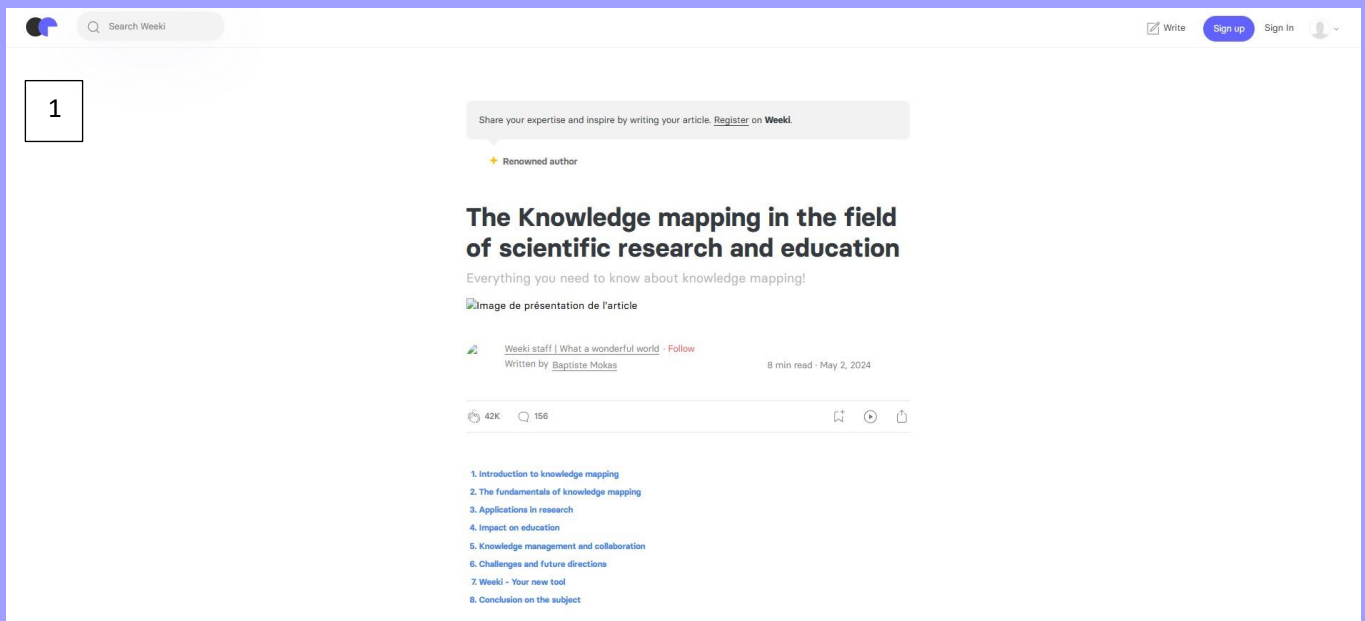 Search Weeki
Write
Sign up
Sign In
1
Share your expertise and inspire by writing your article. Register on Weeki.
Renowned author
The Knowledge mapping in the field
of scientific research and education
Everything you need to know about knowledge mapping!
Image de présentation de l'article
Weeki staff | What a wonderful world · Follow
Written by Baptiste Mokas
8 min read · May 2, 2024
42K
156
1. Introduction to knowledge mapping
2. The fundamentals of knowledge mapping
3. Applications in research
4. Impact on education
5. Knowledge management and collaboration
6. Challenges and future directions
7. Weeki - Your new tool
8. Conclusion on the subject